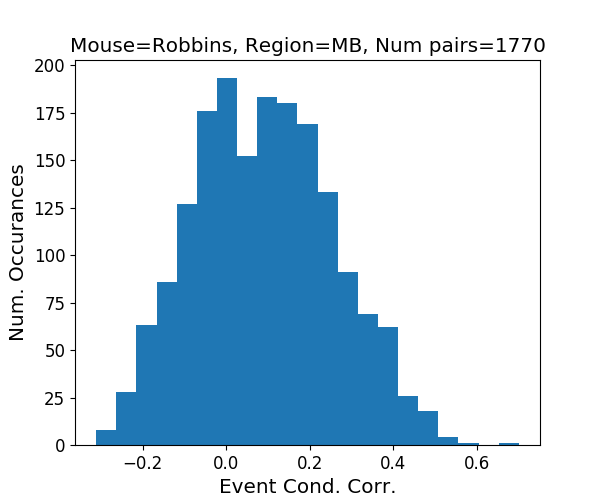 Mouse=Robbins, Region=MB, Num pairs=1770
200
175
150
125
100
75
50
25
0
Num. Occurances
−0.2 0.0 0.2 0.4 0.6
Event Cond. Corr.